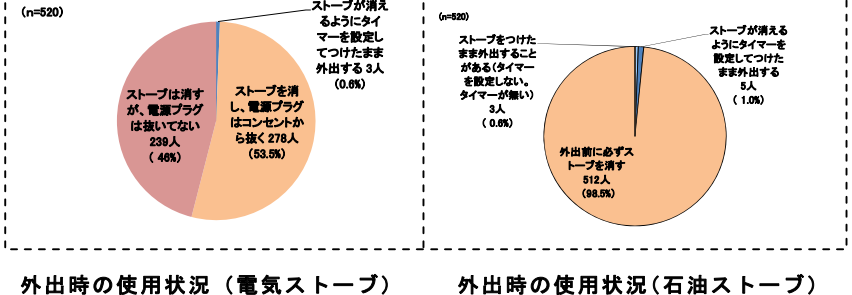 (n=520)
ストーブが消え
るようにタイ
マーを設定し
てつけたまま
外出する 3人
(0.6%)
ストーブは消す
が、電源プラグ
は抜いてない
239人
( 46%)
ストーブを消
し、電源プラグ
はコンセントか
ら抜く 278人
(53.5%)
外出時の使用状況（電気ストーブ）
(n=520)
ストーブをつけた
まま外出すること
がある(タイマー
を設定しない。
タイマーが無い)
3人
( 0.6%)
ストーブが消える
ようにタイマーを
設定してつけた
まま外出する
5人
( 1.0%)
外出前に必ずス
トーブを消す
512人
(98.5%)
外出時の使用状況（石油ストーブ）